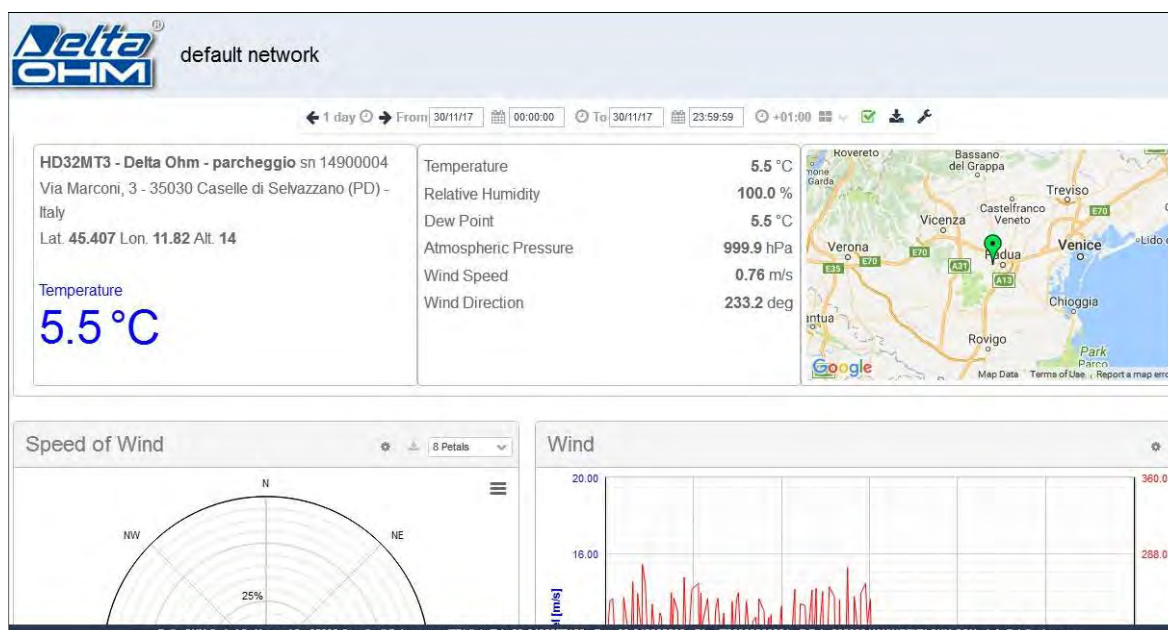 Delta ®
OHM
default network
1 day From 30/11/17 00:00:00 To 30/11/17 23:59:59 +01:00
HD32MT3 - Delta Ohm - parcheggio sn 14900004
Via Marconi, 3 - 35030 Caselle di Selvazzano (PD) -
Italy
Lat. 45.407 Lon. 11.82 Alt. 14
Temperature
5.5 °C
Temperature 5.5 °C
Relative Humidity 100.0 %
Dew Point 5.5 °C
Atmospheric Pressure 999.9 hPa
Wind Speed 0.76 m/s
Wind Direction 233.2 deg
Rovereto
Bassano
del Grappa
Garda
Treviso
Castelfranco
Veneto
E70
Vicenza
Verona
E70
E70
Venice
Lido
E35
A31
A13
Chioggia
Rovigo
Park
Parco
Google
Map Data Terms of Use Report a map erro
Speed of Wind 8 Petals
N
NW
NE
25%
Wind
20.00
360.0
16.00
288.0
[m/s]